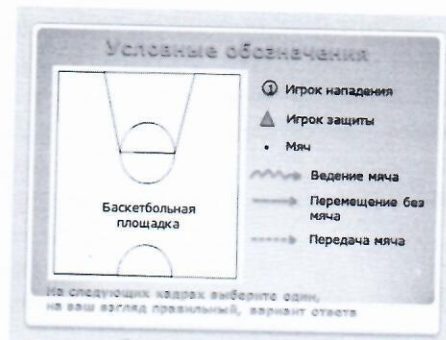 Условные обозначения
1 Игрок нападения
Игрок защиты
Мяч
Ведение мяча
Перемещение без
мяча
Передача мяча
Баскетбольная
площадка
На следующих кадрах выберите один,
на ваш взгляд правильный, вариант ответа